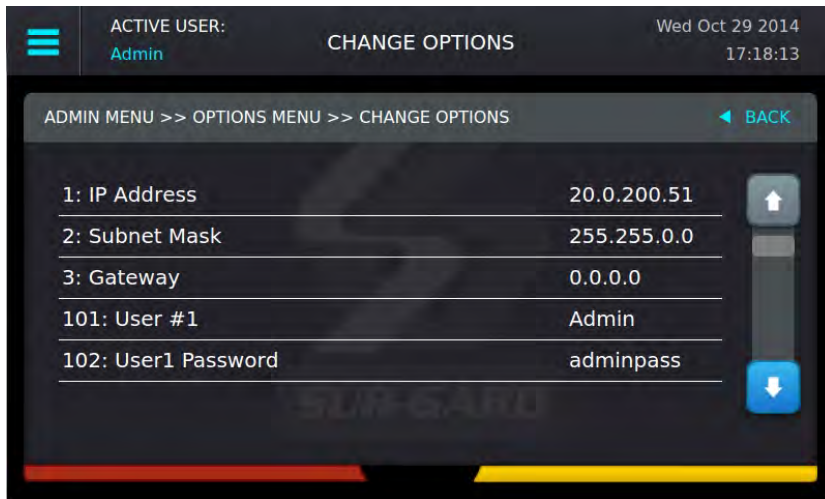 ACTIVE USER:
Admin
CHANGE OPTIONS
Wed Oct 29 2014
17:18:13
ADMIN MENU >> OPTIONS MENU >> CHANGE OPTIONS
BACK
1: IP Address 20.0.200.51
2: Subnet Mask 255.255.0.0
3: Gateway 0.0.0.0
101: User #1 Admin
102: User1 Password adminpass
SUR-GARD